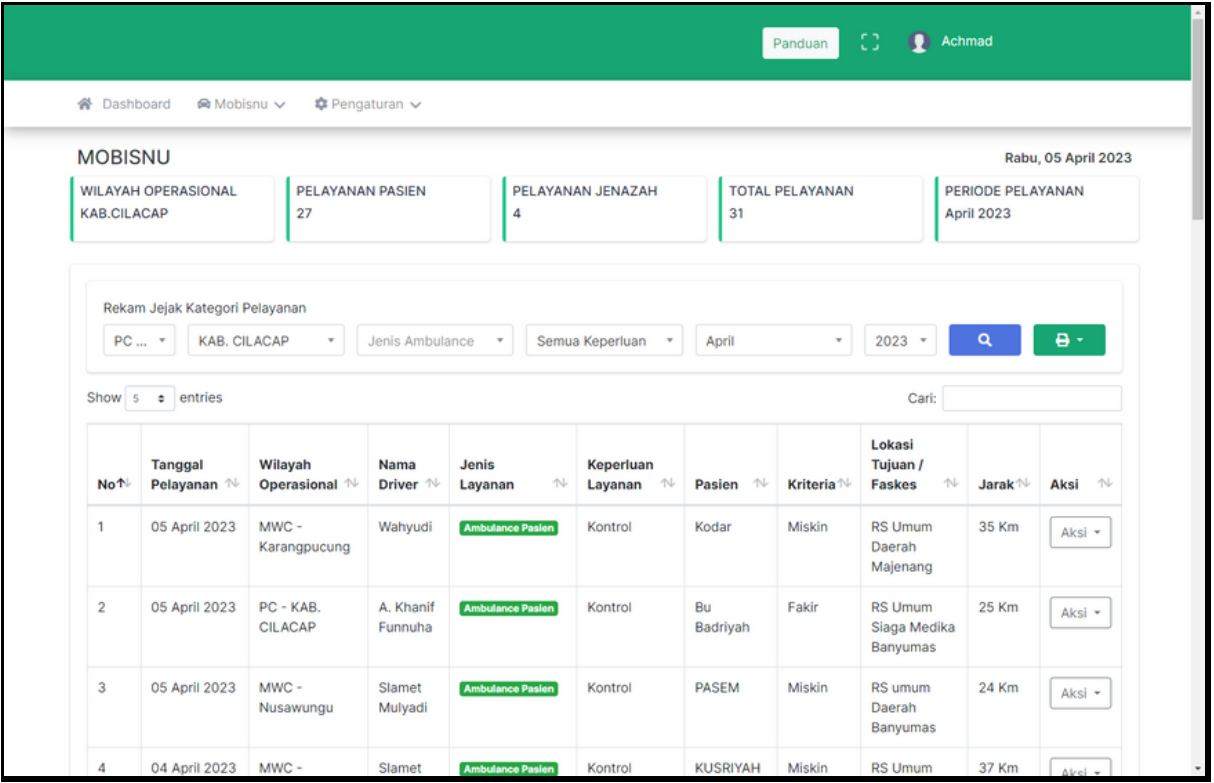 Panduan
Achmad
Dashboard Mobisnu Pengaturan
MOBISNU
Rabu, 05 April 2023
WILAYAH OPERASIONAL
KAB.CILACAP
PELAYANAN PASIEN
27
PELAYANAN JENAZAH
4
TOTAL PELAYANAN
31
PERIODE PELAYANAN
April 2023
Rekam Jejak Kategori Pelayanan
PC ... KAB. CILACAP Jenis Ambulance Semua Keperluan April 2023
Show 5 entries
Cari:
No
Tanggal
Pelayanan
Wilayah
Operasional
Nama
Driver
Jenis
Layanan
Keperluan
Layanan
Pasien
Kriteria
Lokasi
Tujuan /
Faskes
Jarak
Aksi
1
05 April 2023
MWC -
Karangpucung
Wahyudi
Ambulance Pasien
Kontrol
Kodar
Miskin
RS Umum
Daerah
Majenang
35 Km
Aksi
2
05 April 2023
PC - KAB.
CILACAP
A. Khanif
Funnuha
Ambulance Pasien
Kontrol
Bu
Badriyah
Fakir
RS Umum
Siaga Medika
Banyumas
25 Km
Aksi
3
05 April 2023
MWC -
Nusawungu
Slamet
Mulyadi
Ambulance Pasien
Kontrol
PASEM
Miskin
RS umum
Daerah
Banyumas
24 Km
Aksi
4
04 April 2023
MWC -
Slamet
Ambulance Pasien
Kontrol
KUSRIYAH
Miskin
RS Umum
37 Km
Aksi